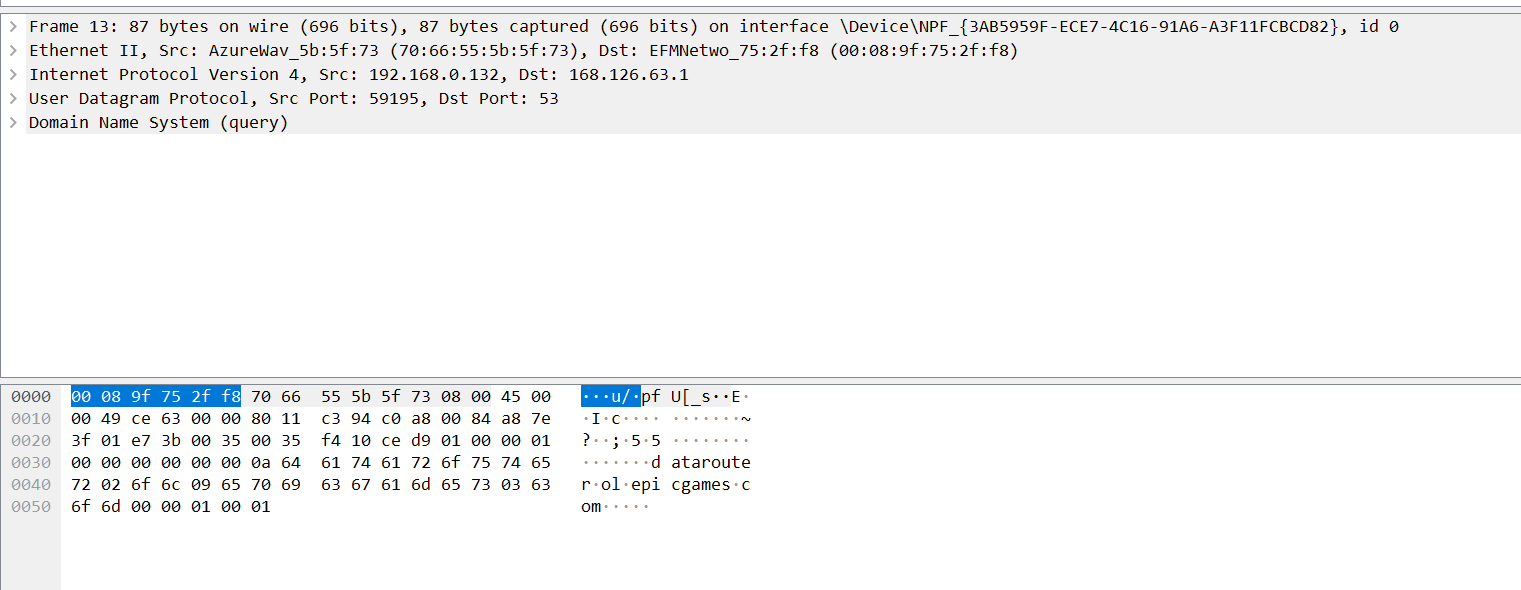 Frame 13: 87 bytes on wire (696 bits), 87 bytes captured (696 bits) on interface \Device\NPF_{3AB5959F-ECE7-4C16-91A6-A3F11FCBCD82}, id 0
Ethernet II, Src: AzureWav_5b:5f:73 (70:66:55:5b:5f:73), Dst: EFMNetwo_75:2f:f8 (00:08:9f:75:2f:f8)
Internet Protocol Version 4, Src: 192.168.0.132, Dst: 168.126.63.1
User Datagram Protocol, Src Port: 59195, Dst Port: 53
Domain Name System (query)
0000 00 08 9f 75 2f f8 70 66 55 5b 5f 73 08 00 45 00 ···u/·pf U[_s··E·
0010 00 49 ce 63 00 00 80 11 c3 94 c0 a8 00 84 a8 7e ·I·c···· ·······~
0020 3f 01 e7 3b 00 35 00 35 f4 10 ce d9 01 00 00 01 ?··;·5·5 ········
0030 00 00 00 00 00 00 0a 64 61 74 61 72 6f 75 74 65 ·······d ataroute
0040 72 02 6f 6c 09 65 70 69 63 67 61 6d 65 73 03 63 r·ol·epi cgames·c
0050 6f 6d 00 00 01 00 01 om·····